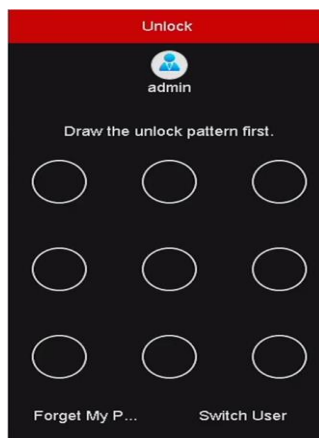 Unlock
admin
Draw the unlock pattern first.
Forget My P...
Switch User